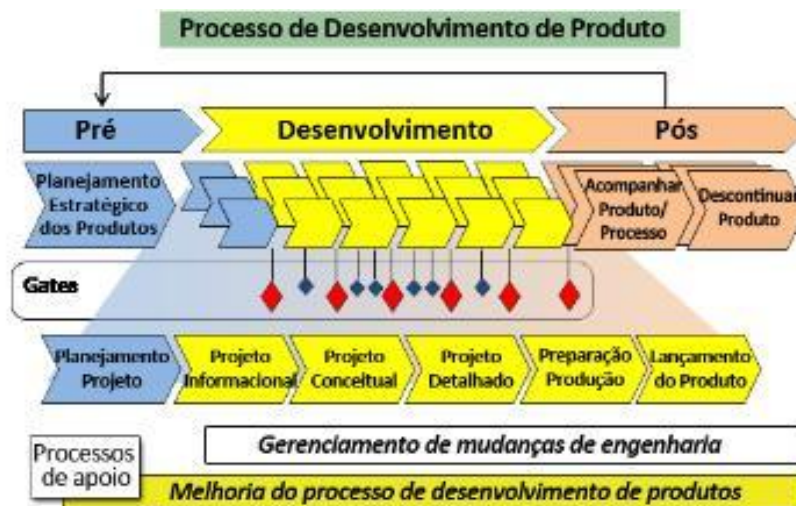 Processo de Desenvolvimento de Produto
Pré
Desenvolvimento
Pós
Planejamento
Estratégico
dos Produtos
Acompanhar
Produto/
Processo
Descontinuar
Produto
Gates
Planejamento
Projeto
Projeto
Informacional
Projeto
Conceitual
Projeto
Detalhado
Preparação
Produção
Lançamento
do Produto
Processos
de apoio
Gerenciamento de mudanças de engenharia
Melhoria do processo de desenvolvimento de produtos